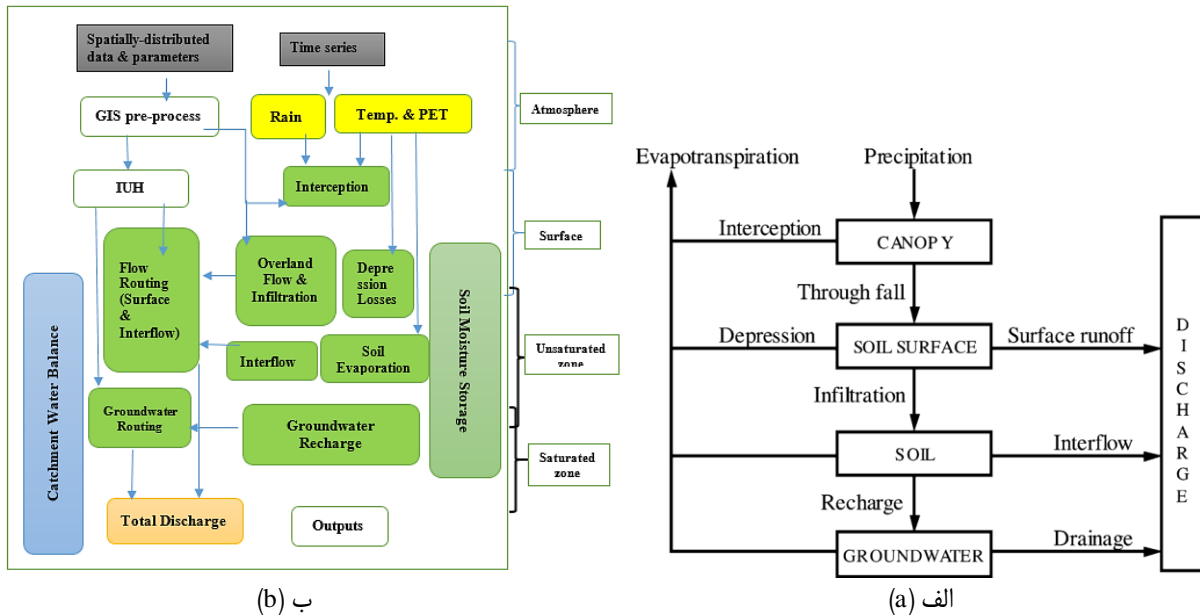 Spatially-distributed
data & parameters
Time series
GIS pre-process
Rain
Temp. & PET
Atmosphere
IUH
Interception
Surface
Flow
Routing
(Surface
&
Interflow)
Overland
Flow &
Infiltration
Depre
ssion
Losses
Soil Moisture Storage
Catchment Water Balance
Interflow
Soil
Evaporation
Unsaturated
zone
Groundwater
Routing
Groundwater
Recharge
Saturated
zone
Total Discharge
Outputs
ب (b)
Evapotranspiration
Precipitation
Interception
CANOPY
Through fall
Depression
SOIL SURFACE
Surface runoff
Infiltration
SOIL
Interflow
Recharge
GROUNDWATER
Drainage
DISCHARGE
الف (a)